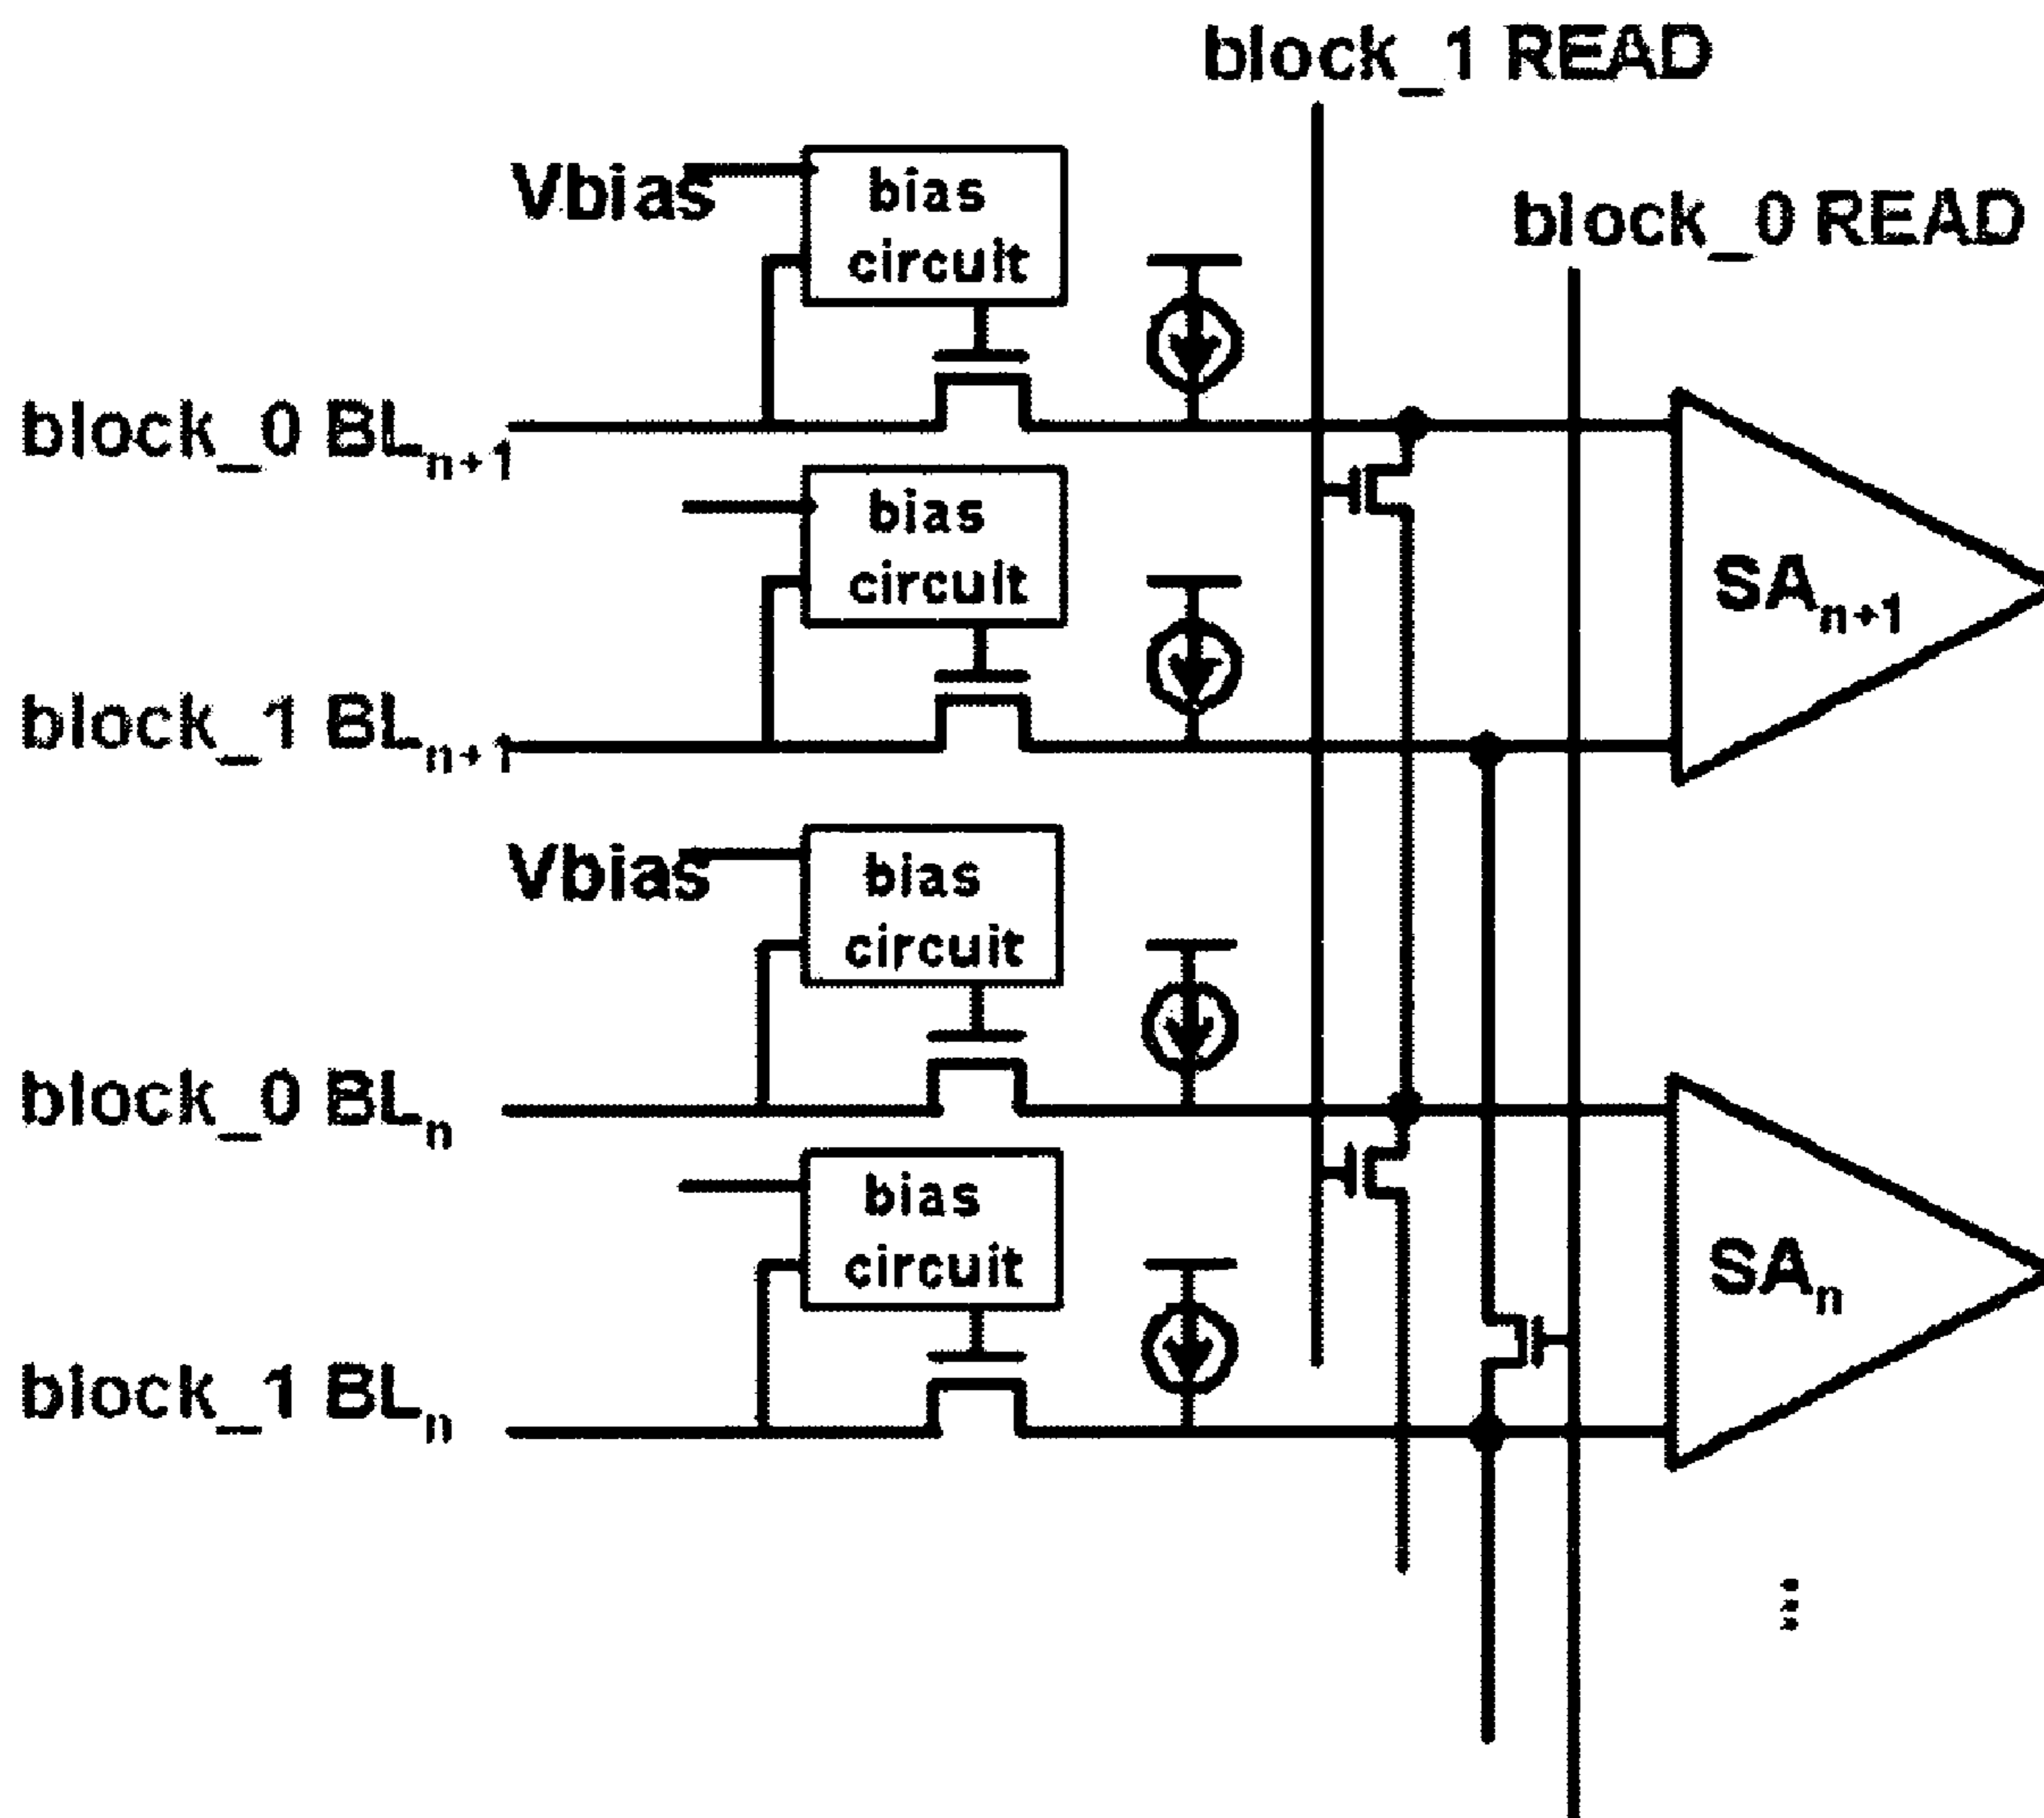 block_1 READ
Vbias
bias
circuit
block_0 READ
block_0 BLn+1
bias
circuit
SAn+1
block_1 BLn+1
Vbias
bias
circuit
block_0 BLn
bias
circuit
SAn
block_1 BLn